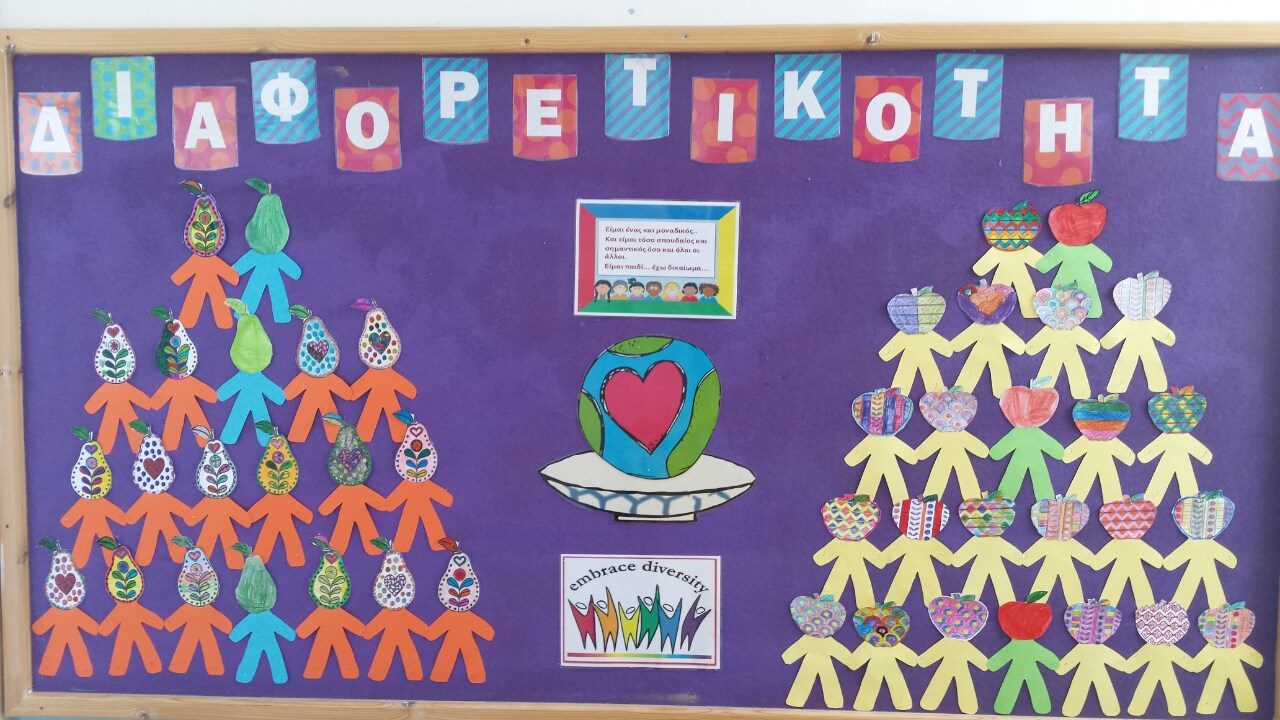 ΔΙΑΦΟΡΕΤΙΚΟΤΗΤΑ
Είμαι ένας και μοναδικός..
Και είμαι τόσο σπουδαίος και
σημαντικός όσο και όλοι οι
άλλοι.
Είμαι παιδί... έχω δικαίωμα...
embrace diversity